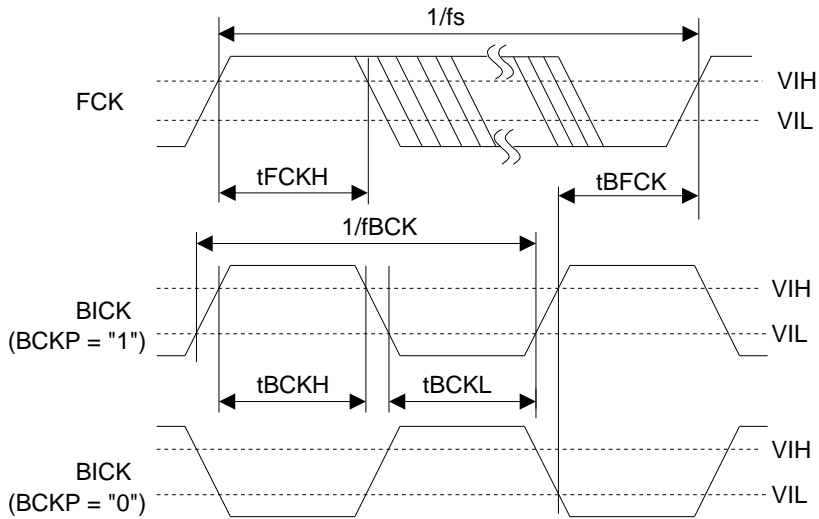 1/fs
FCK
VIH
VIL
tFCKH
tBFCK
1/fBCK
BICK
(BCKP = "1")
VIH
VIL
tBCKH
tBCKL
BICK
(BCKP = "0")
VIH
VIL